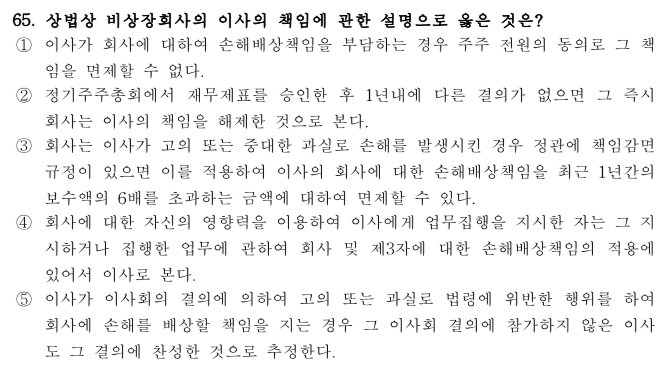 65. 상법상 비상장회사의 이사의 책임에 관한 설명으로 옳은 것은?
① 이사가 회사에 대하여 손해배상책임을 부담하는 경우 주주 전원의 동의로 그 책
임을 면제할 수 없다.
② 정기주주총회에서 재무제표를 승인한 후 1년내에 다른 결의가 없으면 그 즉시
회사는 이사의 책임을 해제한 것으로 본다.
③ 회사는 이사가 고의 또는 중대한 과실로 손해를 발생시킨 경우 정관에 책임감면
규정이 있으면 이를 적용하여 이사의 회사에 대한 손해배상책임을 최근 1년간의
보수액의 6배를 초과하는 금액에 대하여 면제할 수 있다.
④ 회사에 대한 자신의 영향력을 이용하여 이사에게 업무집행을 지시한 자는 그 지
시하거나 집행한 업무에 관하여 회사 및 제3자에 대한 손해배상책임의 적용에
있어서 이사로 본다.
⑤ 이사가 이사회의 결의에 의하여 고의 또는 과실로 법령에 위반한 행위를 하여
회사에 손해를 배상할 책임을 지는 경우 그 이사회 결의에 참가하지 않은 이사
도 그 결의에 찬성한 것으로 추정한다.